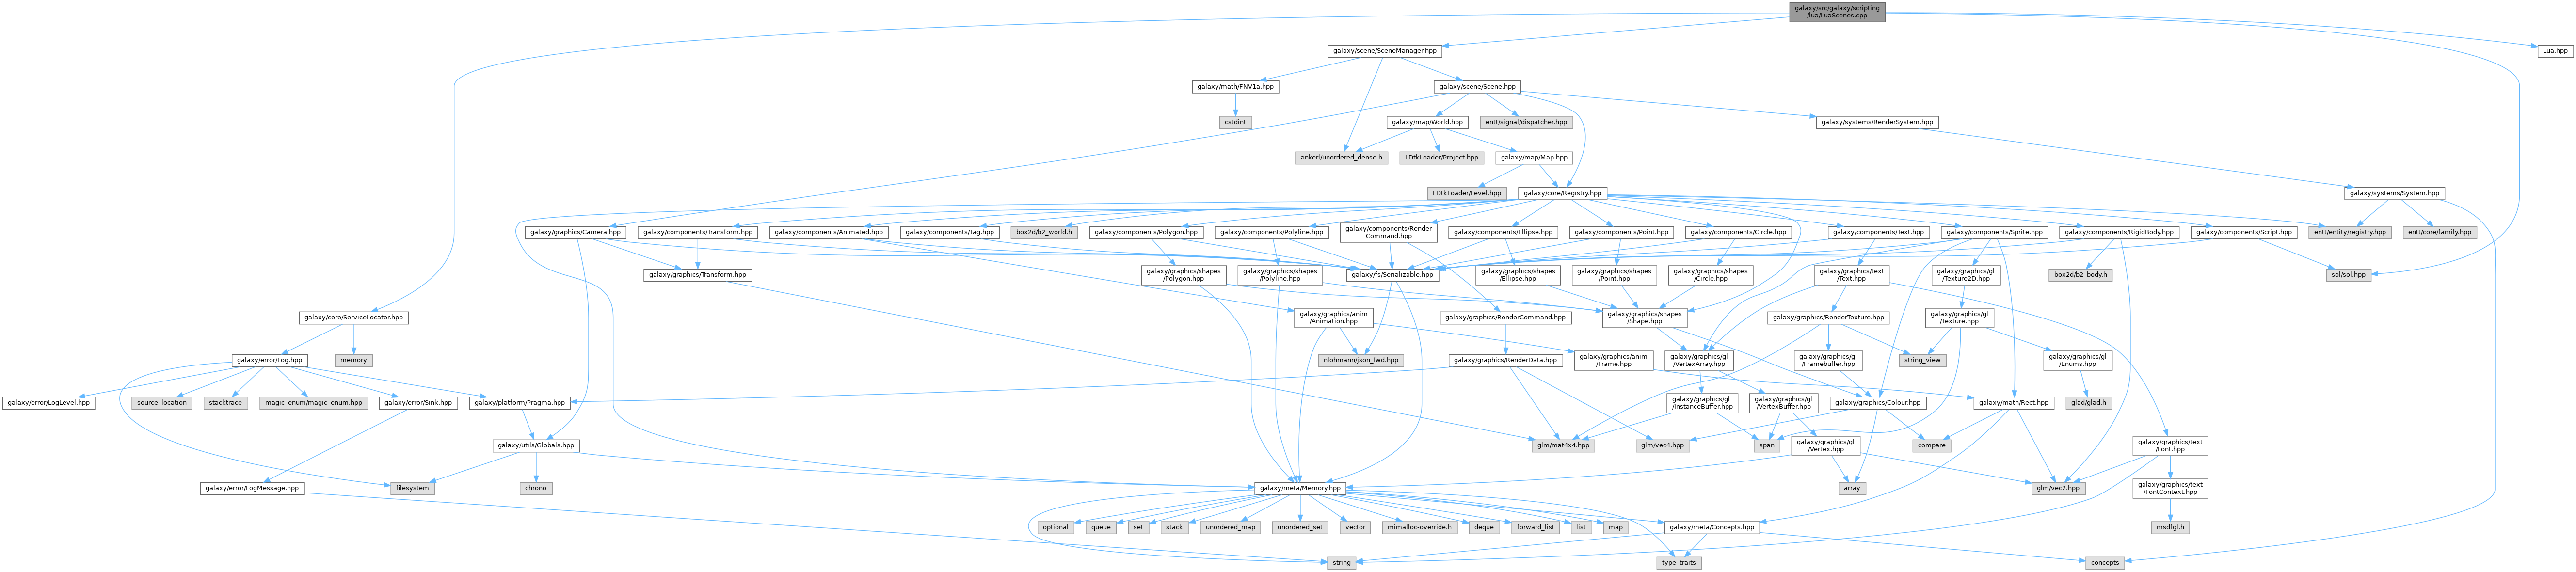 galaxy/src/galaxy/scripting
/lua/LuaScenes.cpp
galaxy/scene/SceneManager.hpp
Lua.hpp
galaxy/math/FNV1a.hpp
galaxy/scene/Scene.hpp
cstdint
galaxy/map/World.hpp
entt/signal/dispatcher.hpp
galaxy/systems/RenderSystem.hpp
ankerl/unordered_dense.h
LDtkLoader/Project.hpp
galaxy/map/Map.hpp
LDtkLoader/Level.hpp
galaxy/core/Registry.hpp
galaxy/systems/System.hpp
galaxy/graphics/Camera.hpp
galaxy/components/Transform.hpp
galaxy/components/Animated.hpp
galaxy/components/Tag.hpp
box2d/b2_world.h
galaxy/components/Polygon.hpp
galaxy/components/Polyline.hpp
galaxy/components/Render
Command.hpp
galaxy/components/Ellipse.hpp
galaxy/components/Point.hpp
galaxy/components/Circle.hpp
galaxy/components/Text.hpp
galaxy/components/Sprite.hpp
galaxy/components/RigidBody.hpp
galaxy/components/Script.hpp
entt/entity/registry.hpp
entt/core/family.hpp
galaxy/graphics/Transform.hpp
galaxy/graphics/shapes
/Polygon.hpp
galaxy/graphics/shapes
/Polyline.hpp
galaxy/fs/Serializable.hpp
galaxy/graphics/shapes
/Ellipse.hpp
galaxy/graphics/shapes
/Point.hpp
galaxy/graphics/shapes
/Circle.hpp
galaxy/graphics/text
/Text.hpp
galaxy/graphics/gl
/Texture2D.hpp
box2d/b2_body.h
sol/sol.hpp
galaxy/core/ServiceLocator.hpp
galaxy/graphics/anim
/Animation.hpp
galaxy/graphics/RenderCommand.hpp
galaxy/graphics/shapes
/Shape.hpp
galaxy/graphics/RenderTexture.hpp
galaxy/graphics/gl
/Texture.hpp
galaxy/error/Log.hpp
memory
nlohmann/json_fwd.hpp
galaxy/graphics/RenderData.hpp
galaxy/graphics/anim
/Frame.hpp
galaxy/graphics/gl
/VertexArray.hpp
galaxy/graphics/gl
/Framebuffer.hpp
string_view
galaxy/graphics/gl
/Enums.hpp
galaxy/error/LogLevel.hpp
source_location
stacktrace
magic_enum/magic_enum.hpp
galaxy/error/Sink.hpp
galaxy/platform/Pragma.hpp
galaxy/graphics/gl
/InstanceBuffer.hpp
galaxy/graphics/gl
/VertexBuffer.hpp
galaxy/graphics/Colour.hpp
galaxy/math/Rect.hpp
glad/glad.h
galaxy/utils/Globals.hpp
glm/mat4x4.hpp
glm/vec4.hpp
span
galaxy/graphics/gl
/Vertex.hpp
compare
galaxy/graphics/text
/Font.hpp
galaxy/error/LogMessage.hpp
filesystem
chrono
galaxy/meta/Memory.hpp
array
glm/vec2.hpp
galaxy/graphics/text
/FontContext.hpp
optional
queue
set
stack
unordered_map
unordered_set
vector
mimalloc-override.h
deque
forward_list
list
map
galaxy/meta/Concepts.hpp
msdfgl.h
string
type_traits
concepts